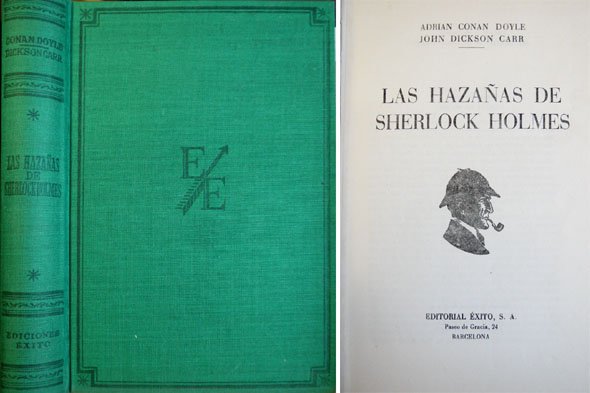 CONAN DOYLE
DICKSON CARR
LAS HAZAÑAS
DE
SHERLOCK HOLMES
EDICIONES
ÉXITO
E
E
ADRIAN CONAN DOYLE
JOHN DICKSON CARR
LAS HAZAÑAS DE
SHERLOCK HOLMES
EDITORIAL ÉXITO, S. A.
Paseo de Gracia, 24
BARCELONA